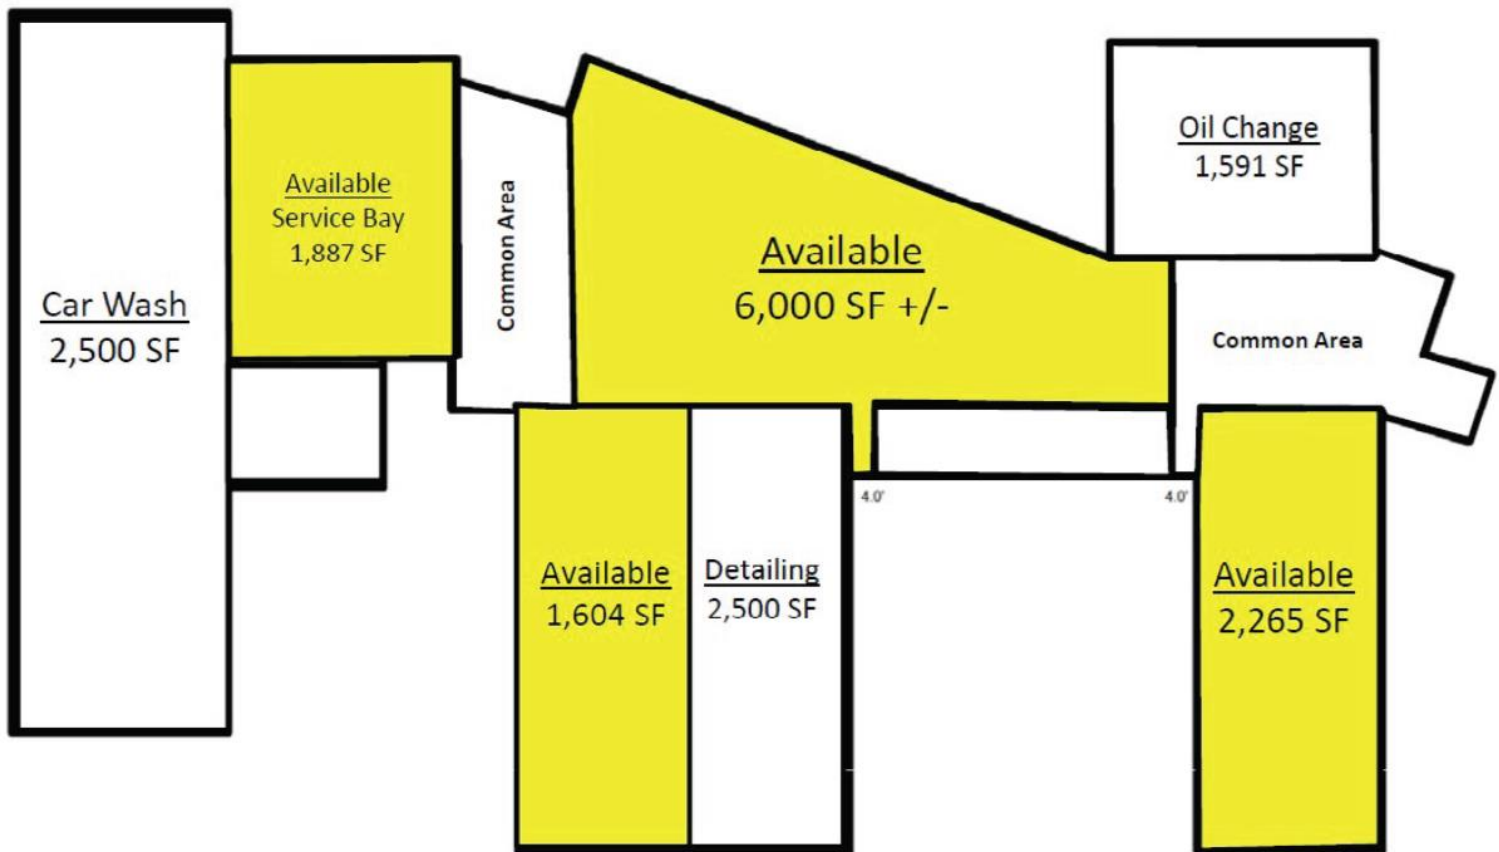 Car Wash
2,500 SF
Available
Service Bay
1,887 SF
Common Area
Available
6,000 SF +/-
Oil Change
1,591 SF
Common Area
4.0'
4.0'
Available
1,604 SF
Detailing
2,500 SF
Available
2,265 SF